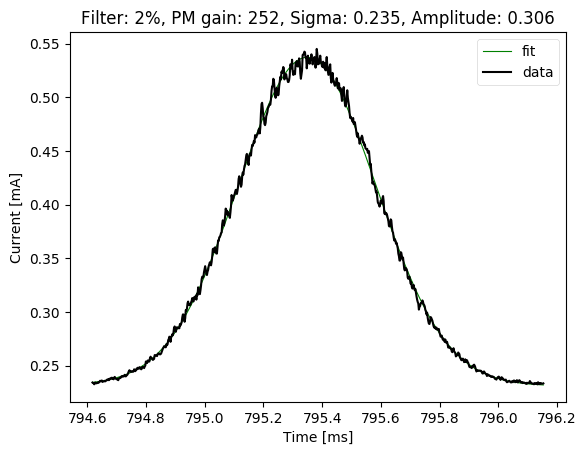 Filter: 2%, PM gain: 252, Sigma: 0.235, Amplitude: 0.306
fit
data
0.55
0.50
0.45
0.40
0.35
0.30
0.25
Current [mA]
794.6 794.8 795.0 795.2 795.4 795.6 795.8 796.0 796.2
Time [ms]